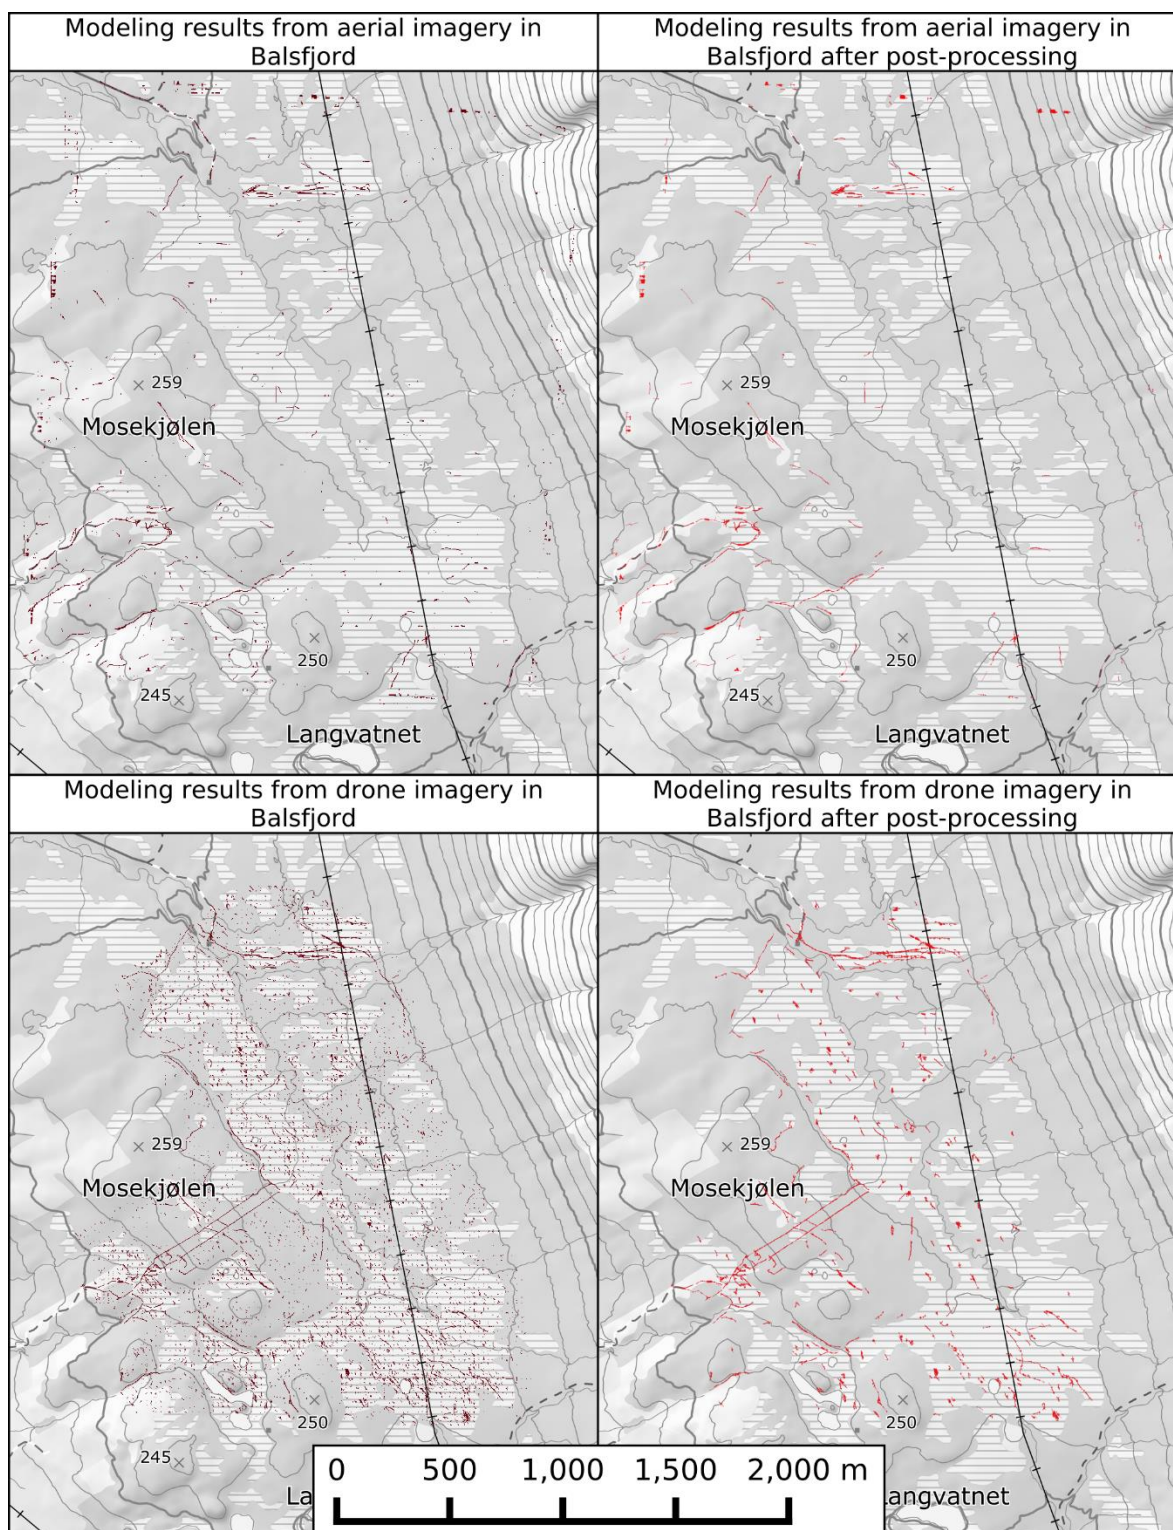 Modeling results from aerial imagery in
Balsfjord
Modeling results from aerial imagery in
Balsfjord after post-processing
259
Mosekjølen
250
245
Langvatnet
259
Mosekjølen
250
245
Langvatnet
Modeling results from drone imagery in
Balsfjord
Modeling results from drone imagery in
Balsfjord after post-processing
259
Mosekjølen
250
245
La
259
Mosekjølen
250
angvatnet
0 500 1,000 1,500 2,000 m